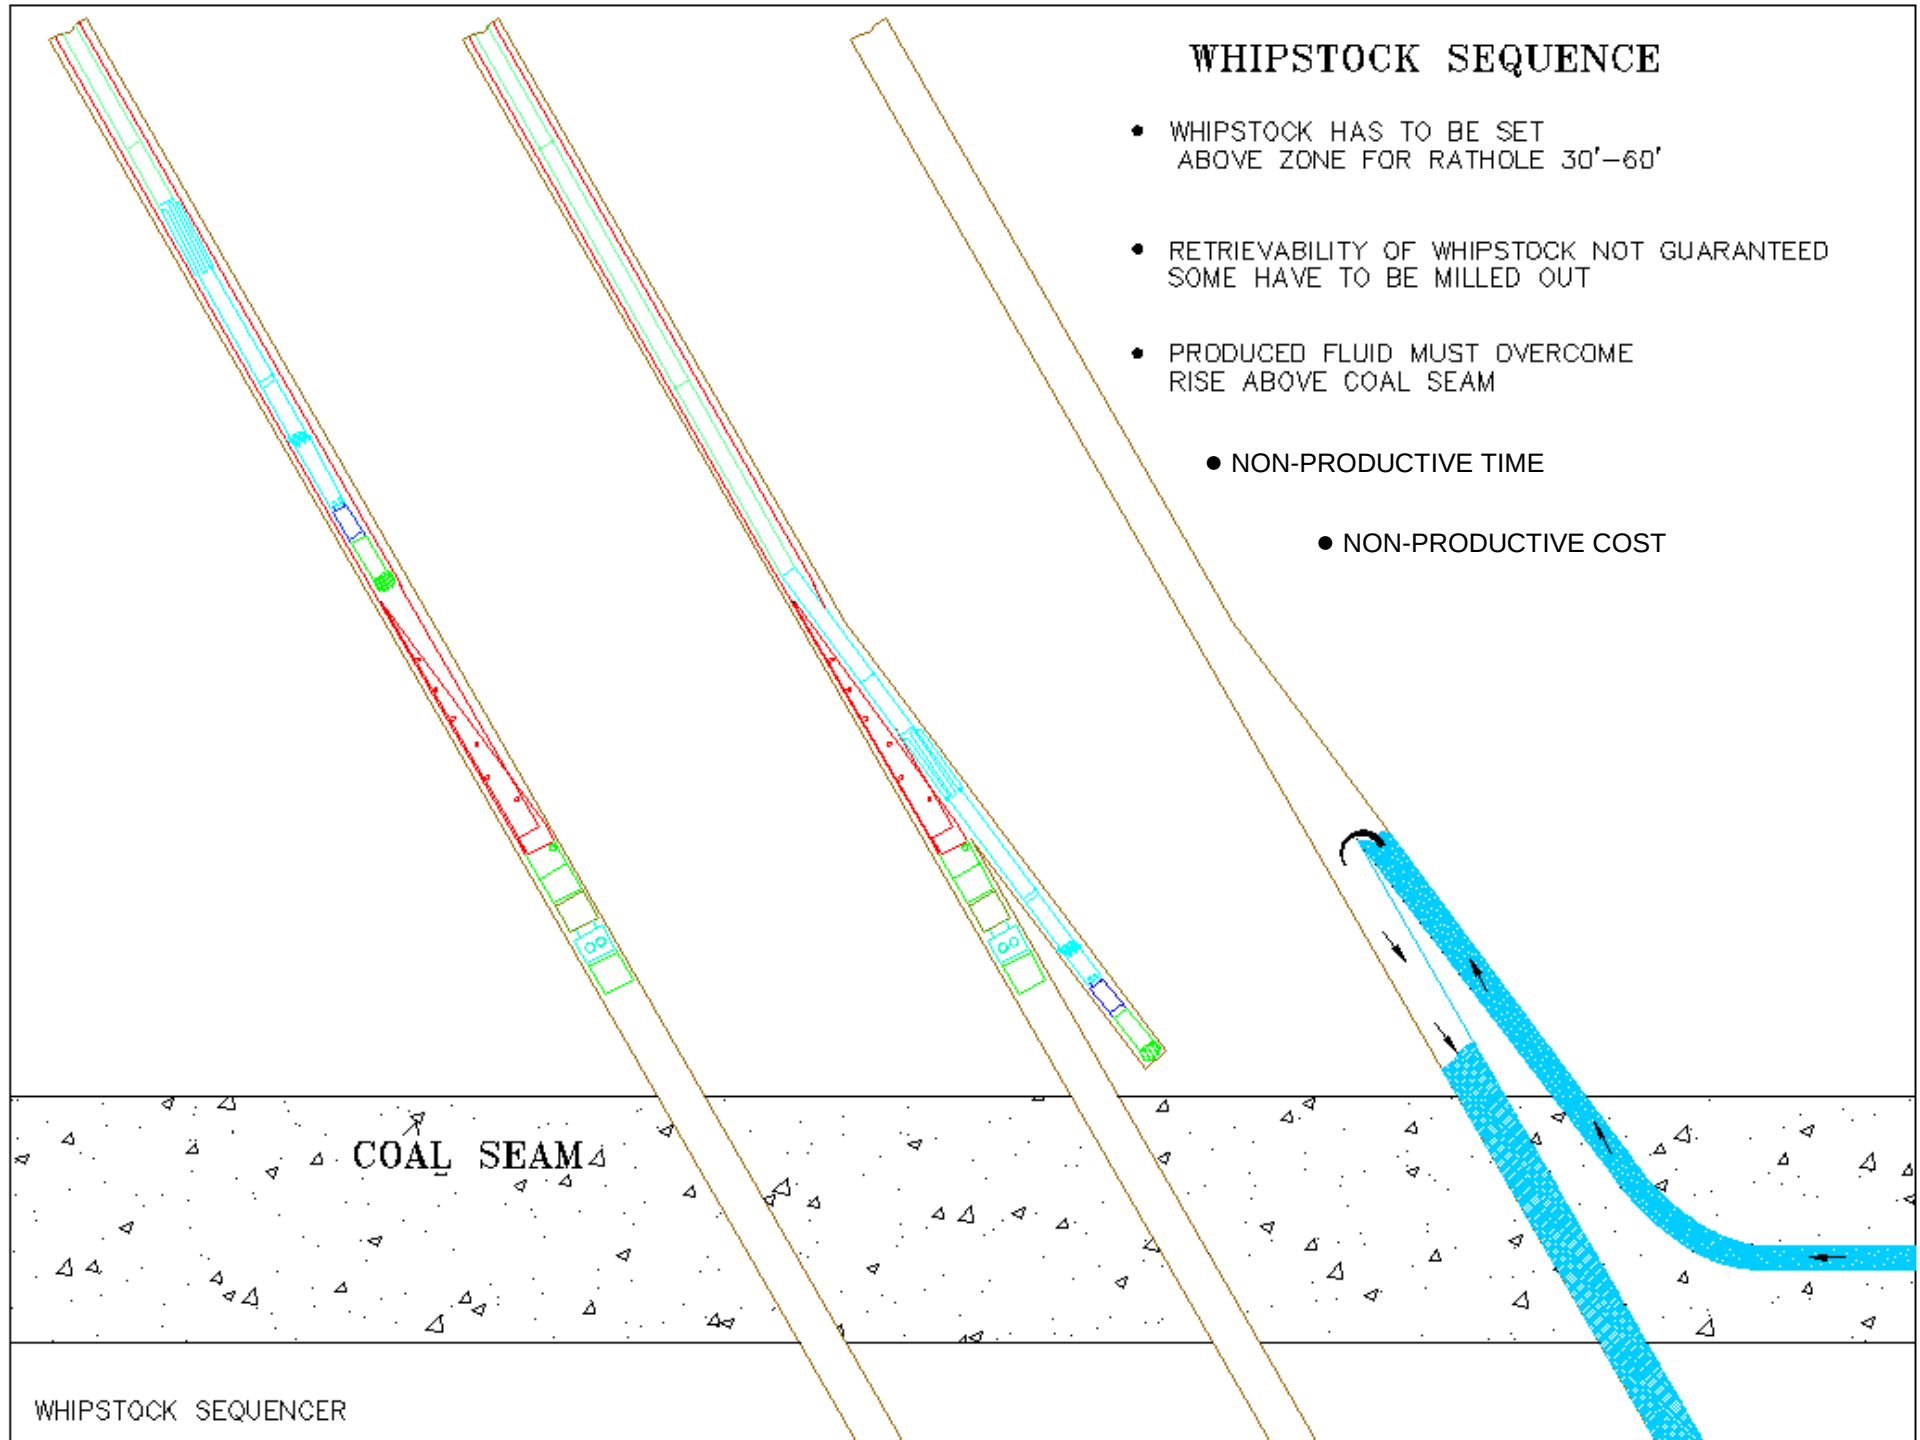 WHIPSTOCK SEQUENCE
• WHIPSTOCK HAS TO BE SET
ABOVE ZONE FOR RATHOLE 30'-60'
• RETRIEVABILITY OF WHIPSTOCK NOT GUARANTEED
SOME HAVE TO BE MILLED OUT
• PRODUCED FLUID MUST OVERCOME
RISE ABOVE COAL SEAM
• NON-PRODUCTIVE TIME
• NON-PRODUCTIVE COST
COAL SEAM
WHIPSTOCK SEQUENCER